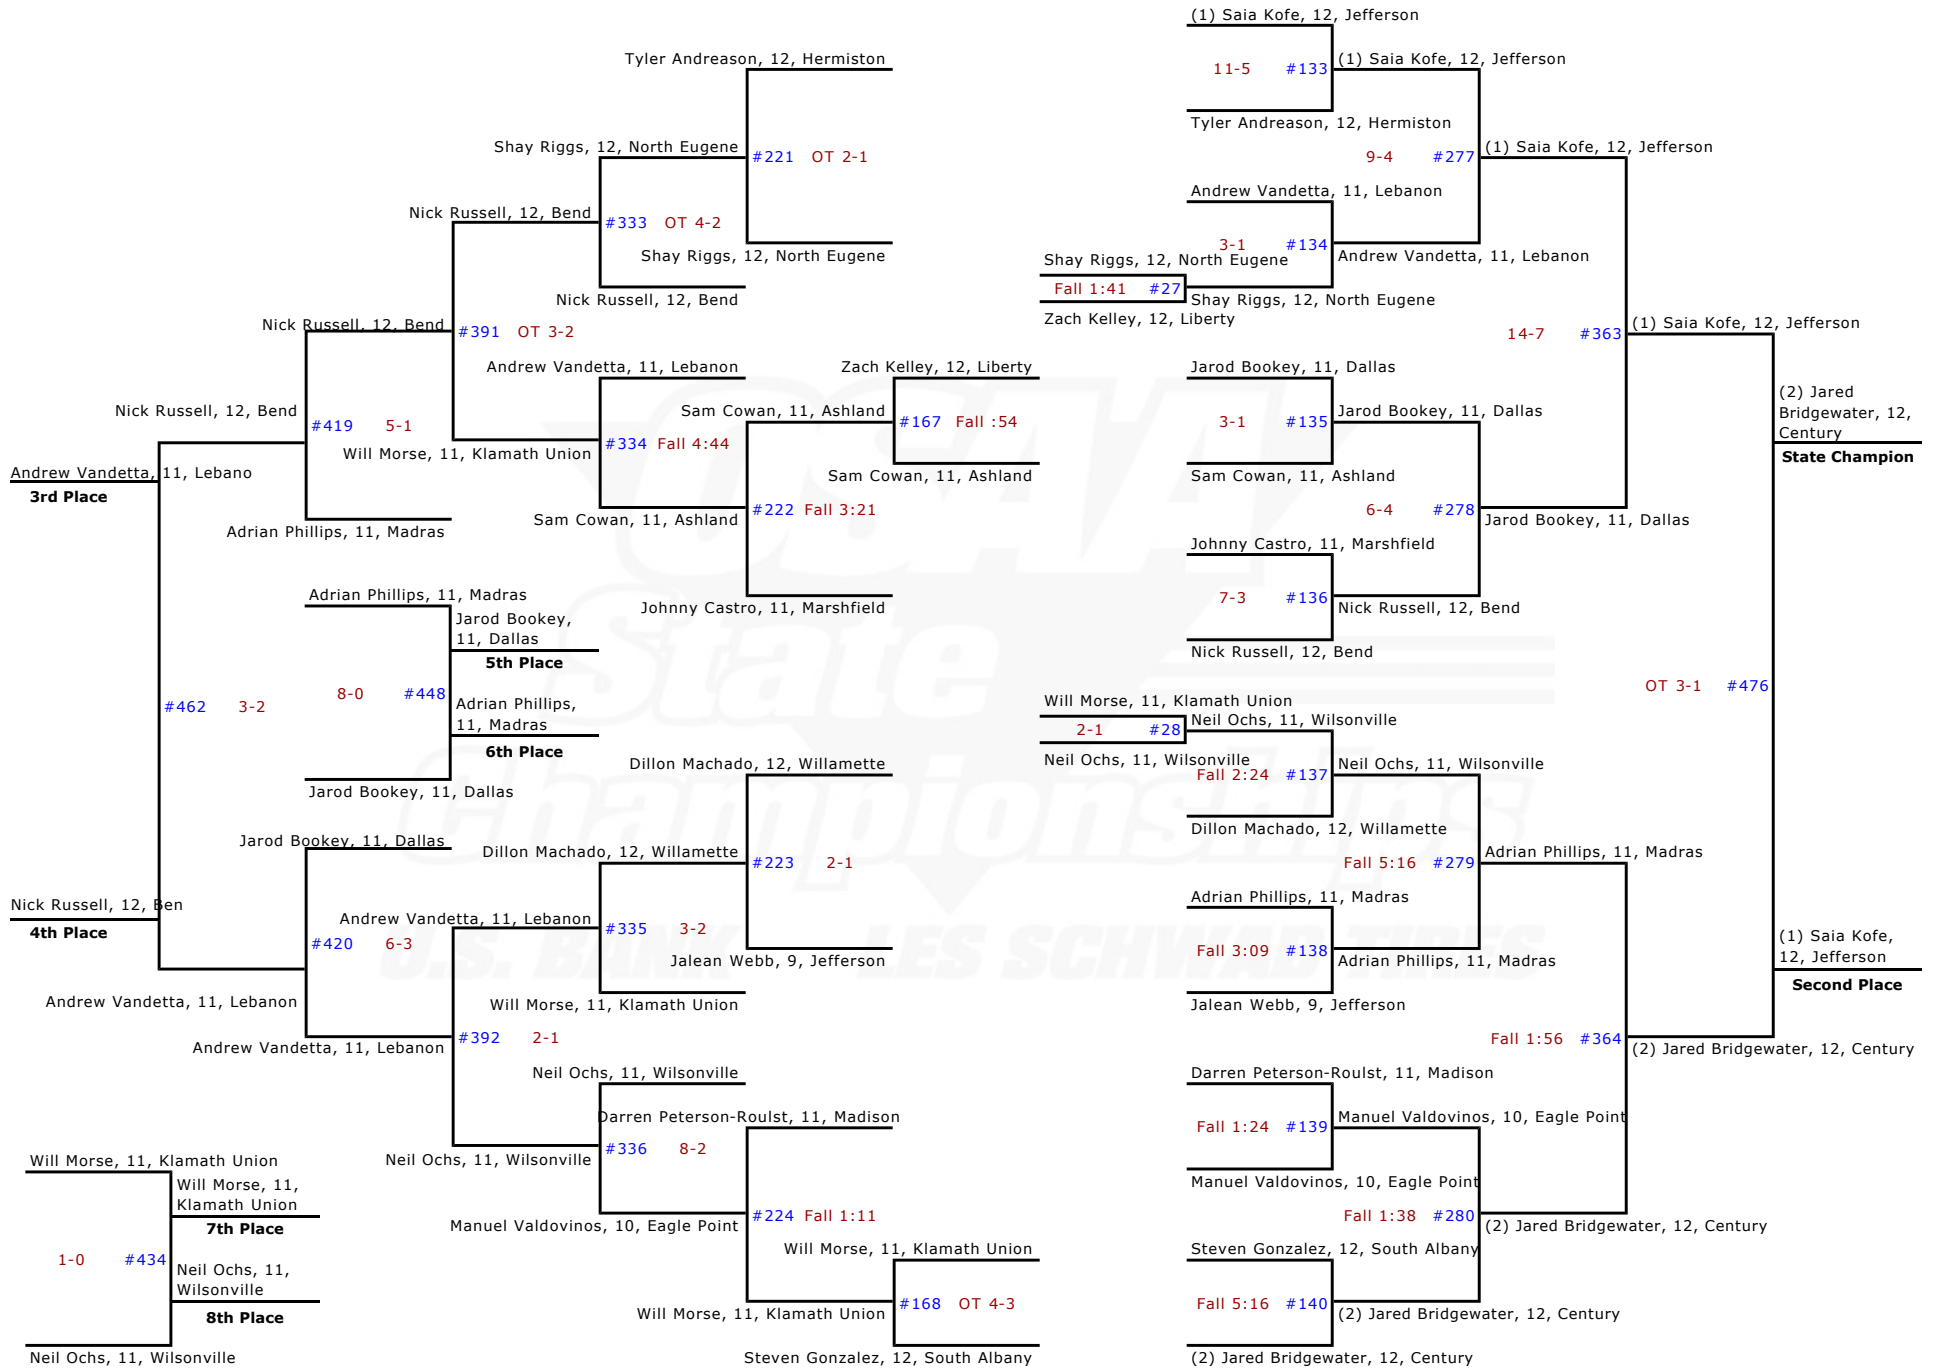 (1) Saia Kofe, 12, Jefferson
Tyler Andreason, 12, Hermiston
11-5 #133
(1) Saia Kofe, 12, Jefferson
Tyler Andreason, 12, Hermiston
Shay Riggs, 12, North Eugene
#221 OT 2-1
9-4 #277
(1) Saia Kofe, 12, Jefferson
Andrew Vandetta, 11, Lebanon
Nick Russell, 12, Bend
#333 OT 4-2
3-1 #134
Shay Riggs, 12, North Eugene
Andrew Vandetta, 11, Lebanon
Shay Riggs, 12, North Eugene
Fall 1:41 #27
Nick Russell, 12, Bend
Shay Riggs, 12, North Eugene
Zach Kelley, 12, Liberty
Nick Russell, 12, Bend
#391 OT 3-2
14-7 #363
(1) Saia Kofe, 12, Jefferson
Andrew Vandetta, 11, Lebanon
Zach Kelley, 12, Liberty
Jarod Bookey, 11, Dallas
(2) Jared
Bridgewater, 12,
Century
State Champion
Nick Russell, 12, Bend
Sam Cowan, 11, Ashland
#167 Fall :54
3-1 #135
Jarod Bookey, 11, Dallas
#419 5-1
Will Morse, 11, Klamath Union
#334 Fall 4:44
Andrew Vandetta, 11, Lebano
3rd Place
Sam Cowan, 11, Ashland
Sam Cowan, 11, Ashland
Sam Cowan, 11, Ashland
#222 Fall 3:21
6-4 #278
Jarod Bookey, 11, Dallas
Adrian Phillips, 11, Madras
Johnny Castro, 11, Marshfield
OSAA
State
Championships
U.S. BANK LES SCHWAB TIRES
Adrian Phillips, 11, Madras
Johnny Castro, 11, Marshfield
7-3 #136
Nick Russell, 12, Bend
Jarod Bookey,
11, Dallas
5th Place
Nick Russell, 12, Bend
8-0 #448
OT 3-1 #476
#462 3-2
Adrian Phillips,
11, Madras
6th Place
Will Morse, 11, Klamath Union
2-1 #28
Neil Ochs, 11, Wilsonville
Neil Ochs, 11, Wilsonville
Dillon Machado, 12, Willamette
Fall 2:24 #137
Neil Ochs, 11, Wilsonville
Jarod Bookey, 11, Dallas
Dillon Machado, 12, Willamette
Jarod Bookey, 11, Dallas
Dillon Machado, 12, Willamette
#223 2-1
Fall 5:16 #279
Adrian Phillips, 11, Madras
Adrian Phillips, 11, Madras
Nick Russell, 12, Ben
4th Place
Andrew Vandetta, 11, Lebanon
#335 3-2
#420 6-3
Fall 3:09 #138
Jalean Webb, 9, Jefferson
Adrian Phillips, 11, Madras
(1) Saia Kofe,
12, Jefferson
Second Place
Andrew Vandetta, 11, Lebanon
Will Morse, 11, Klamath Union
Jalean Webb, 9, Jefferson
#392 2-1
Andrew Vandetta, 11, Lebanon
Fall 1:56 #364
(2) Jared Bridgewater, 12, Century
Neil Ochs, 11, Wilsonville
Darren Peterson-Roulst, 11, Madison
Darren Peterson-Roulst, 11, Madison
Fall 1:24 #139
Manuel Valdovinos, 10, Eagle Point
Neil Ochs, 11, Wilsonville
#336 8-2
Will Morse, 11, Klamath Union
Manuel Valdovinos, 10, Eagle Point
Will Morse, 11,
Klamath Union
7th Place
Manuel Valdovinos, 10, Eagle Point
#224 Fall 1:11
Fall 1:38 #280
(2) Jared Bridgewater, 12, Century
Will Morse, 11, Klamath Union
Steven Gonzalez, 12, South Albany
1-0 #434
Neil Ochs, 11,
Wilsonville
8th Place
Will Morse, 11, Klamath Union
#168 OT 4-3
Fall 5:16 #140
(2) Jared Bridgewater, 12, Century
Neil Ochs, 11, Wilsonville
Steven Gonzalez, 12, South Albany
(2) Jared Bridgewater, 12, Century